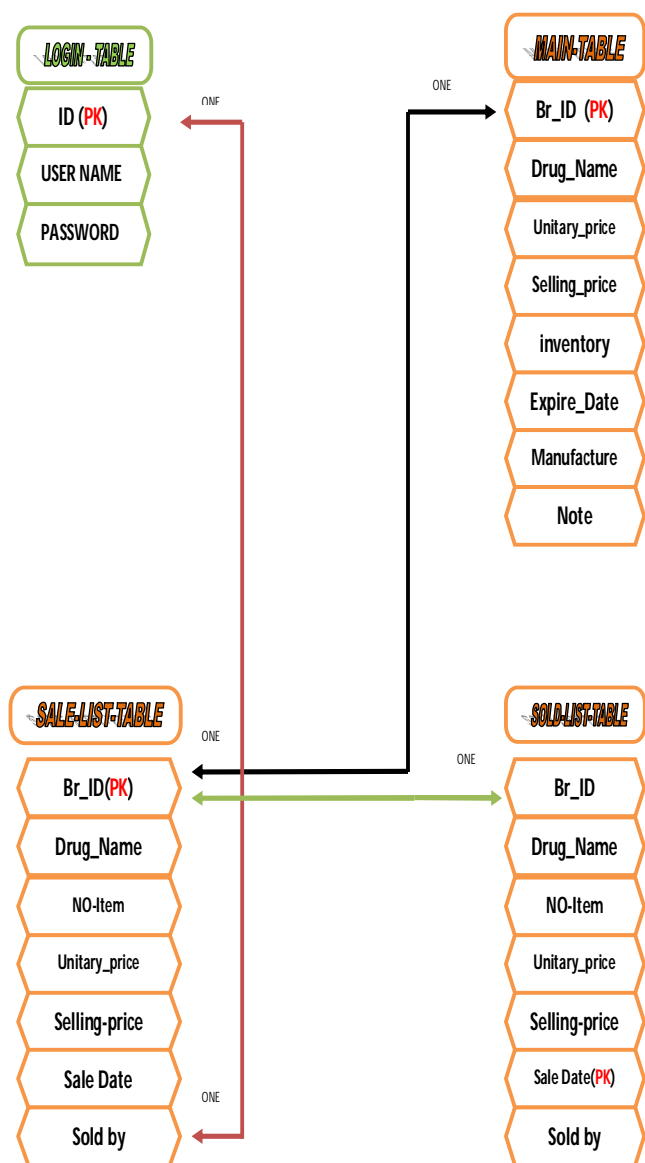 LOGIN - TABLE
ID (PK)
USER NAME
PASSWORD
ONE
MAIN-TABLE
ONE
Br_ID (PK)
Drug_Name
Unitary_price
Selling_price
inventory
Expire_Date
Manufacture
Note
SALE-LIST-TABLE
ONE
Br_ID(PK)
Drug_Name
NO-Item
Unitary_price
Selling-price
Sale Date
ONE
Sold by
SOLD-LIST-TABLE
ONE
Br_ID
Drug_Name
NO-Item
Unitary_price
Selling-price
Sale Date(PK)
Sold by